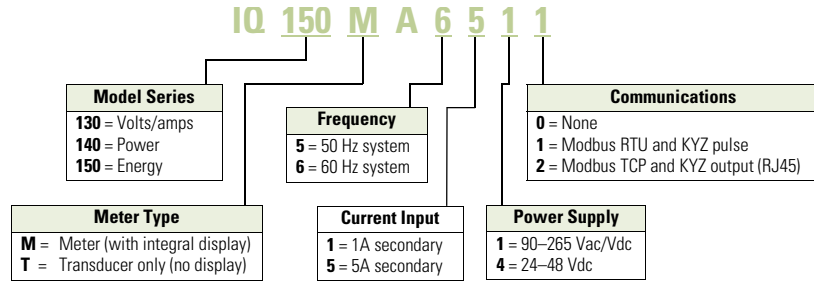 IQ 150 M A 6 5 1 1
Model Series
130 = Volts/amps
140 = Power
150 = Energy
Frequency
5 = 50 Hz system
6 = 60 Hz system
Communications
0 = None
1 = Modbus RTU and KYZ pulse
2 = Modbus TCP and KYZ output (RJ45)
Meter Type
M = Meter (with integral display)
T = Transducer only (no display)
Current Input
1 = 1A secondary
5 = 5A secondary
Power Supply
1 = 90–265 Vac/Vdc
4 = 24–48 Vdc